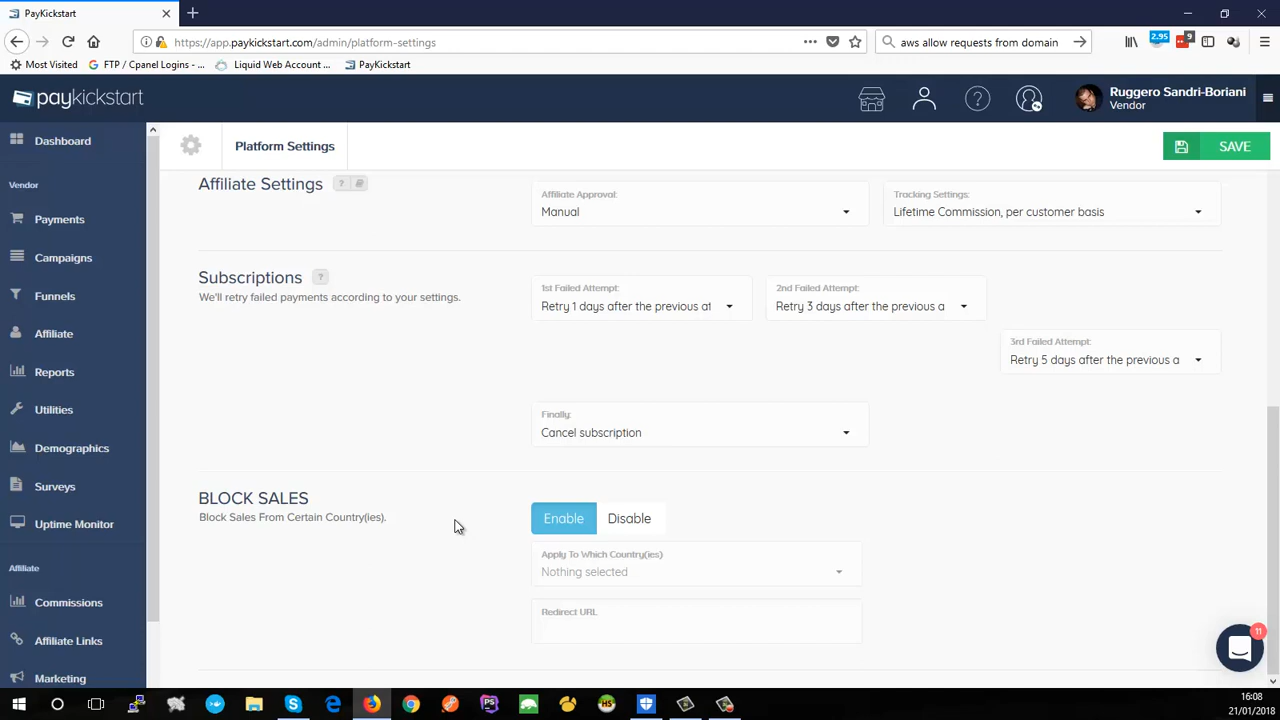 PayKickstart
https://app.paykickstart.com/admin/platform-settings
aws allow requests from domain
2.95
9
Most Visited
FTP / Cpanel Logins - ...
Liquid Web Account ...
PayKickstart
paykickstart
Ruggero Sandri-Boriani
Vendor
Dashboard
Platform Settings
SAVE
Vendor
Payments
Campaigns
Funnels
Affiliate
Reports
Utilities
Demographics
Surveys
Uptime Monitor
Affiliate
Commissions
Affiliate Links
Marketing
Affiliate Settings
?
Affiliate Approval:
Manual
Tracking Settings:
Lifetime Commission, per customer basis
Subscriptions
?
We'll retry failed payments according to your settings.
1st Failed Attempt:
Retry 1 days after the previous at
2nd Failed Attempt:
Retry 3 days after the previous a
3rd Failed Attempt:
Retry 5 days after the previous a
Finally:
Cancel subscription
BLOCK SALES
Block Sales From Certain Country(ies).
Enable
Disable
Apply To Which Country(ies)
Nothing selected
Redirect URL
11
PS
HS
16:08
21/01/2018